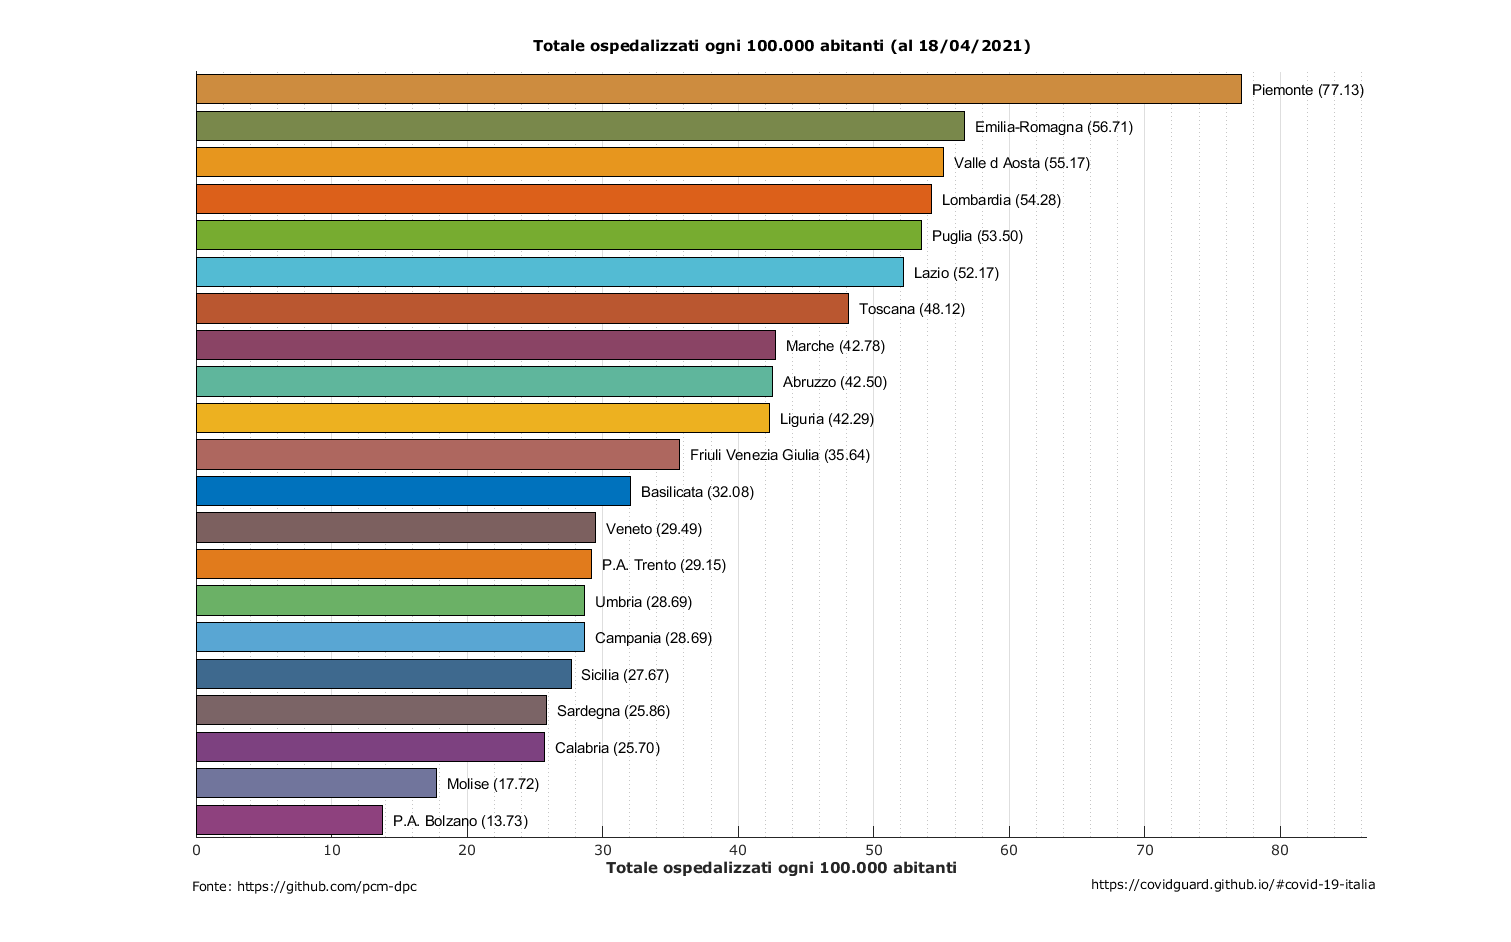 Totale ospedalizzati ogni 100.000 abitanti (al 18/04/2021)
Piemonte (77.13)
Emilia-Romagna (56.71)
Valle d Aosta (55.17)
Lombardia (54.28)
Puglia (53.50)
Lazio (52.17)
Toscana (48.12)
Marche (42.78)
Abruzzo (42.50)
Liguria (42.29)
Friuli Venezia Giulia (35.64)
Basilicata (32.08)
Veneto (29.49)
P.A. Trento (29.15)
Umbria (28.69)
Campania (28.69)
Sicilia (27.67)
Sardegna (25.86)
Calabria (25.70)
Molise (17.72)
P.A. Bolzano (13.73)
0 10 20 30 40 50 60 70 80
Totale ospedalizzati ogni 100.000 abitanti
Fonte: https://github.com/pcm-dpc
https://covidguard.github.io/#covid-19-italia